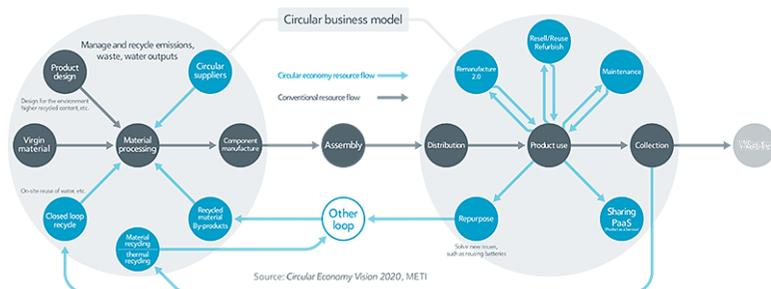 Circular business model
Manage and recycle emissions,
waste, water outputs
Product
design
Circular
suppliers
Design for the environment
higher recycled content, etc.
Circular economy resource flow
Conventional resource flow
Resell/Reuse
Refurbish
Remanufacture
2.0
Maintenance
Virgin
material
Material
processing
Component
manufacture
Assembly
Distribution
Product use
Collection
On-site reuse of water, etc.
Closed loop
recycle
Recycled
material
By-products
Other
loop
Repurpose
Sharing
PaaS
(Product as a Service)
Material
recycling
thermal
recycling
Solve new issues,
such as reusing batteries
Source: Circular Economy Vision 2020, METI